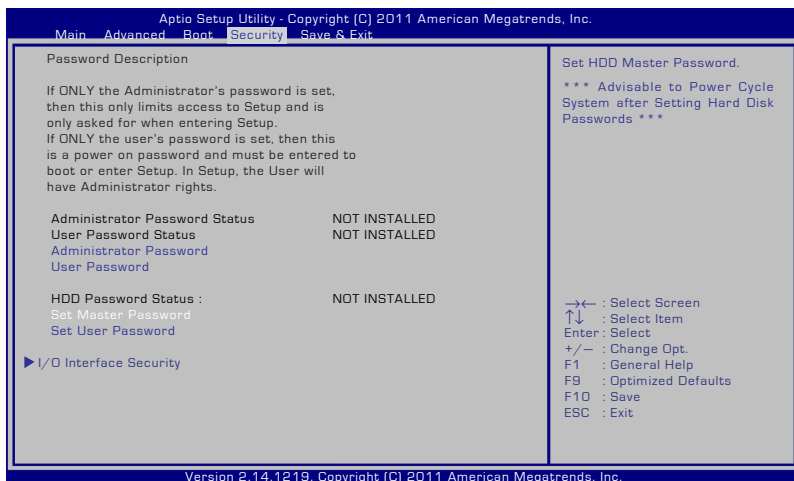 Aptio Setup Utility - Copyright (C) 2011 American Megatrends, Inc.
Main Advanced Boot Security Save & Exit
Password Description
If ONLY the Administrator's password is set,
then this only limits access to Setup and is
only asked for when entering Setup.
If ONLY the user's password is set, then this
is a power on password and must be entered to
boot or enter Setup. In Setup, the User will
have Administrator rights.
Administrator Password Status NOT INSTALLED
User Password Status NOT INSTALLED
Administrator Password
User Password
HDD Password Status : NOT INSTALLED
Set Master Password
Set User Password
I/O Interface Security
Set HDD Master Password.
*** Advisable to Power Cycle
System after Setting Hard Disk
Passwords ***
→← : Select Screen
↑↓ : Select Item
Enter : Select
+/— : Change Opt.
F1 : General Help
F9 : Optimized Defaults
F10 : Save
ESC : Exit
Version 2.14.1219. Copyright (C) 2011 American Megatrends, Inc.